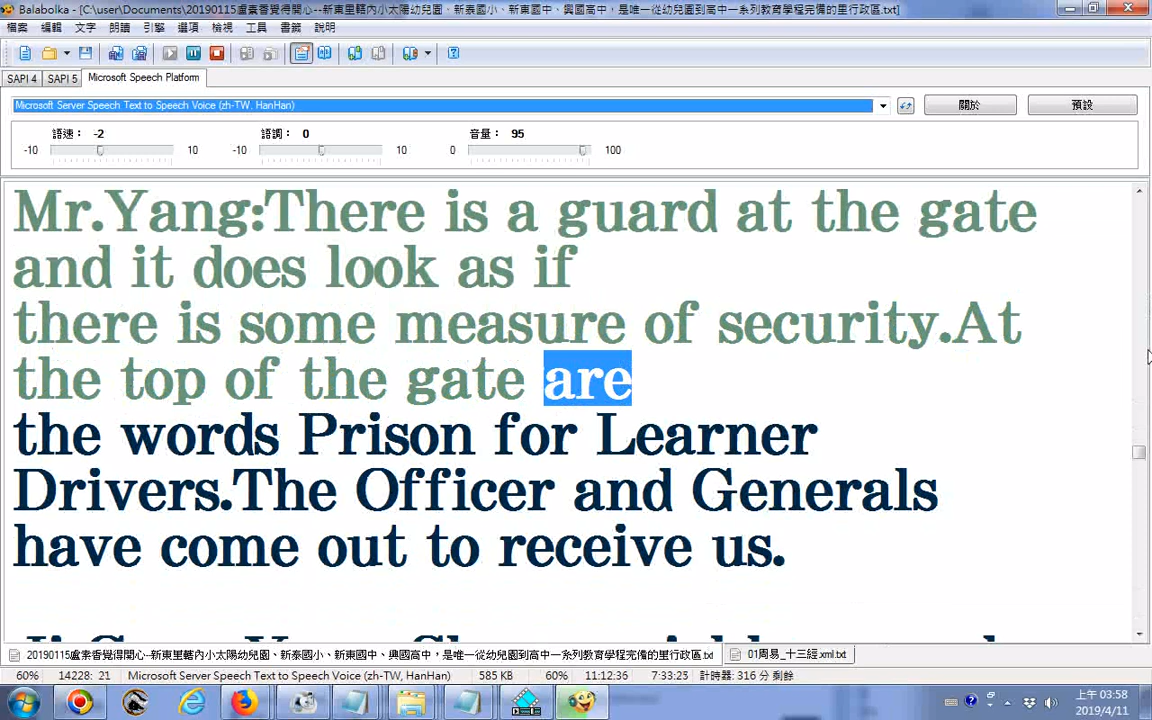 Balabolka - [C:\user\Documents\20190115盧素香覺得開心--新東里轄內小太陽幼兒園、新泰國小、新東國中、興國高中，是唯一從幼兒園到高中一系列教育學程完備的里行政區.txt]
檔案 編輯 文字 朗讀 引擎 選項 檢視 工具 書籤 說明
SAPI 4 SAPI 5 Microsoft Speech Platform
Microsoft Server Speech Text to Speech Voice (zh-TW, HanHan) 關於 預設
語速： -2 語調： 0 音量： 95
-10 10 -10 10 0 100
Mr.Yang:There is a guard at the gate
and it does look as if
there is some measure of security.At
the top of the gate are
the words Prison for Learner
Drivers.The Officer and Generals
have come out to receive us.
20190115盧素香覺得開心--新東里轄內小太陽幼兒園、新泰國小、新東國中、興國高中，是唯一從幼兒園到高中一系列教育學程完備的里行政區.txt 01周易_十三經.xml.txt
60% 14228: 21 Microsoft Server Speech Text to Speech Voice (zh-TW, HanHan) 585 KB 60% 11:12:36 7:33:25 計時器: 316 分 剩餘
上午 03:58
2019/4/11